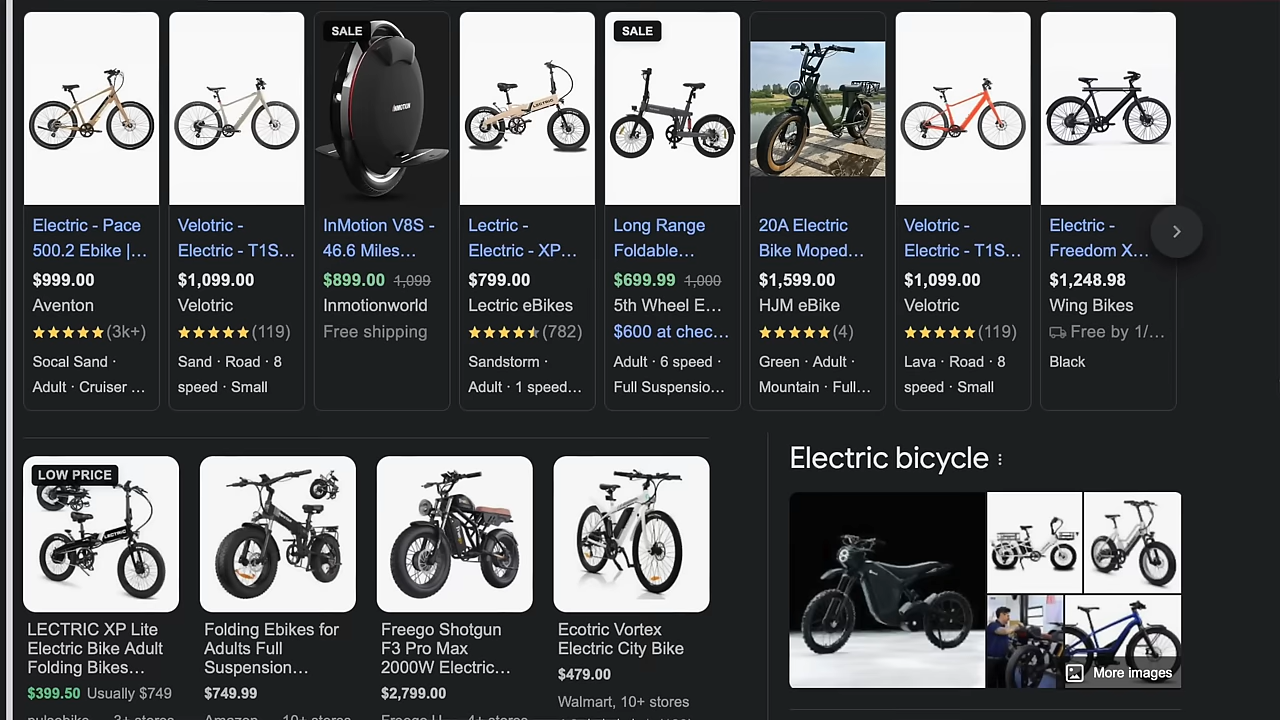 SALE
SALE
Electric - Pace
500.2 Ebike |...
$999.00
Aventon
(3k+)
Socal Sand ·
Adult · Cruiser ...
Velotric -
Electric - T1S...
$1,099.00
Velotric
(119)
Sand · Road · 8
speed · Small
INMOTION
InMotion V8S -
46.6 Miles...
$899.00 1,099
Inmotionworld
Free shipping
LECTRIC
Lectric -
Electric - XP...
$799.00
Lectric eBikes
(782)
Sandstorm ·
Adult · 1 speed...
Long Range
Foldable...
$699.99 1,000
5th Wheel E...
$600 at chec...
Adult · 6 speed ·
Full Suspensio...
20A Electric
Bike Moped...
$1,599.00
HJM eBike
(4)
Green · Adult ·
Mountain · Full...
Velotric -
Electric - T1S...
$1,099.00
Velotric
(119)
Lava · Road · 8
speed · Small
Electric -
Freedom X...
$1,248.98
Wing Bikes
Free by 1/...
Black
LOW PRICE
LECTRIC
LECTRIC XP Lite
Electric Bike Adult
Folding Bikes...
$399.50 Usually $749
Folding Ebikes for
Adults Full
Suspension...
$749.99
Amazon 10+ stores
Freego Shotgun
F3 Pro Max
2000W Electric...
$2,799.00
Ecotric Vortex
Electric City Bike
$479.00
Walmart, 10+ stores
Electric bicycle
More images